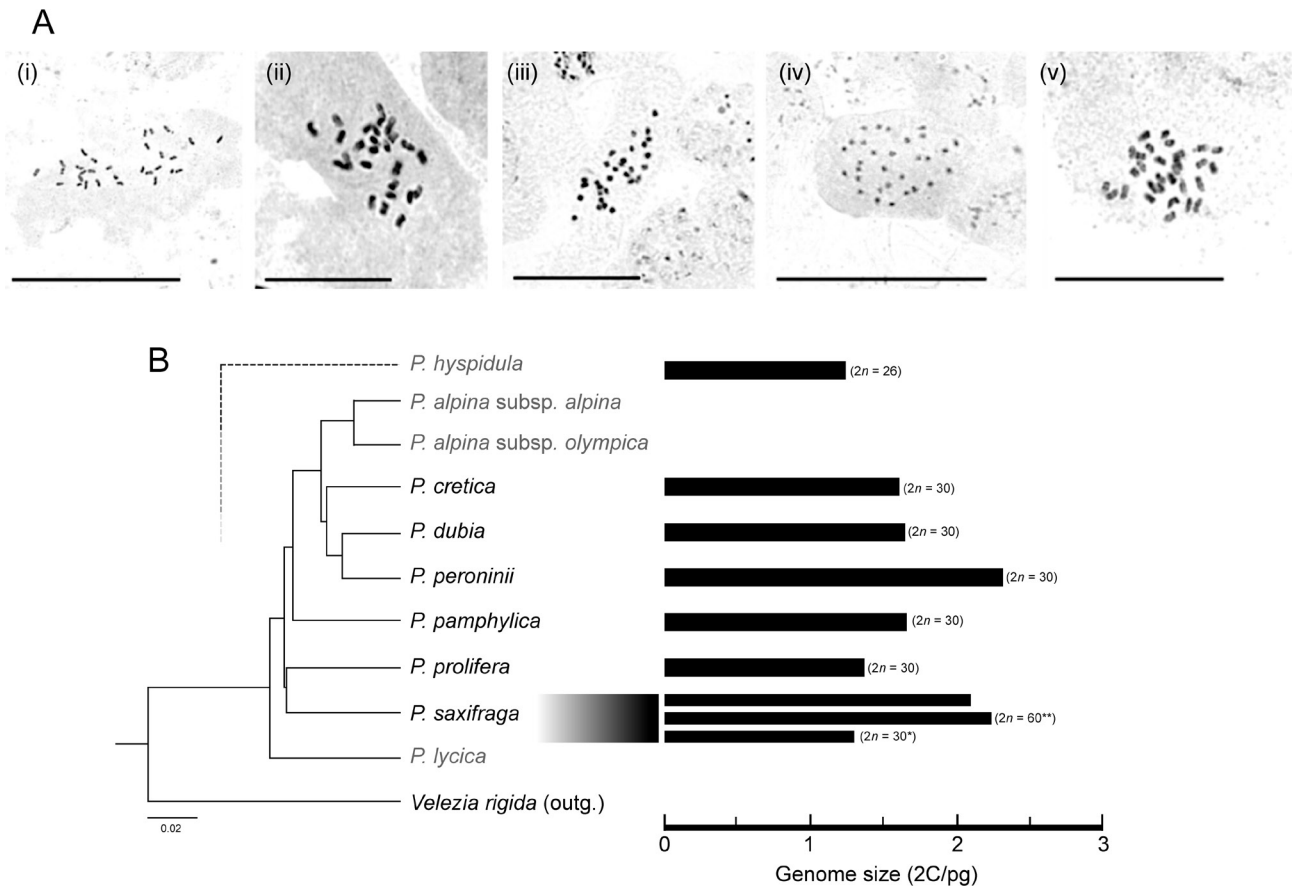 A
(i) (ii) (iii) (iv) (v)
B
P. hyspidula (2n = 26)
P. alpina subsp. alpina
P. alpina subsp. olympica
P. cretica (2n = 30)
P. dubia (2n = 30)
P. peroninii (2n = 30)
P. pamphylica (2n = 30)
P. prolifera (2n = 30)
P. saxifraga (2n = 60**)
(2n = 30*)
P. lycica
Velezia rigida (outg.)
0.02
0 1 2 3
Genome size (2C/pg)